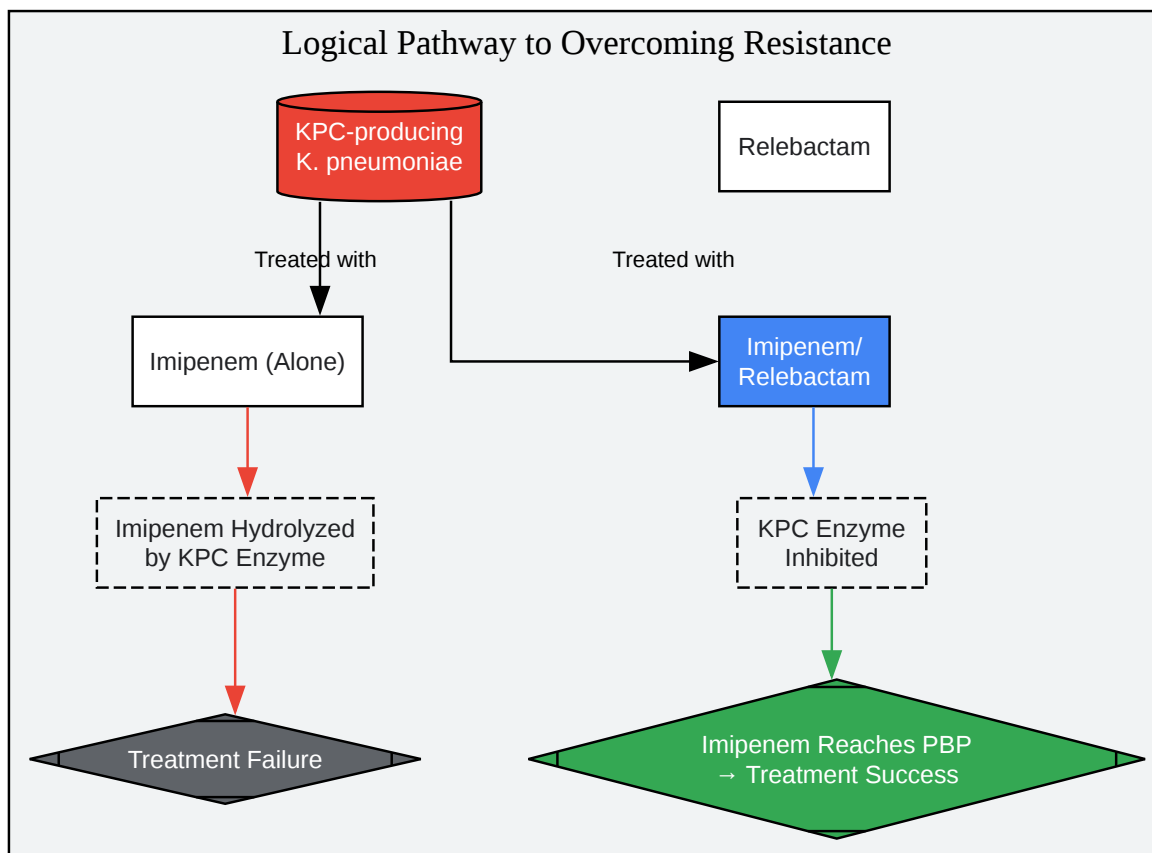 Logical Pathway to Overcoming Resistance
KPC-producing
K. pneumoniae
Relebactam
Treated with
Treated with
Imipenem (Alone)
Imipenem/
Relebactam
Imipenem Hydrolyzed
by KPC Enzyme
KPC Enzyme
Inhibited
Treatment Failure
Imipenem Reaches PBP
→ Treatment Success